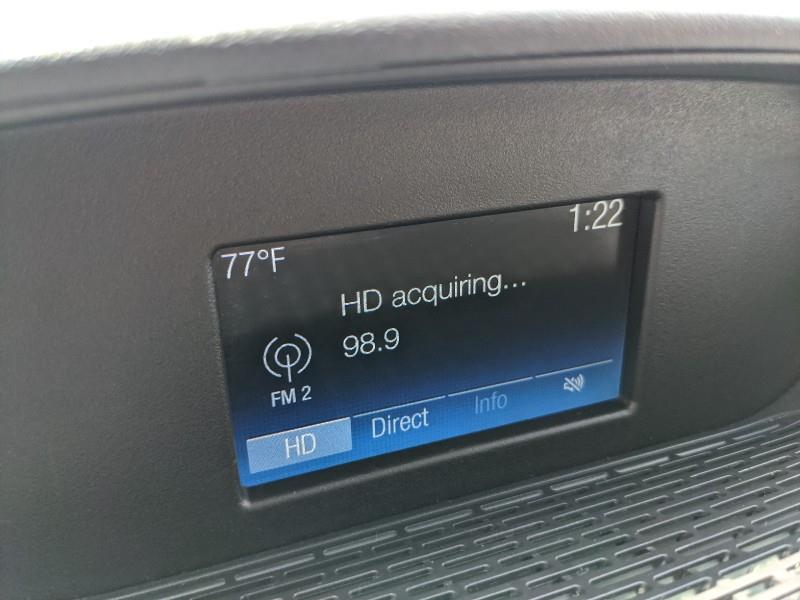 77°F
1:22
HD acquiring...
98.9
FM 2
HD
Direct
Info